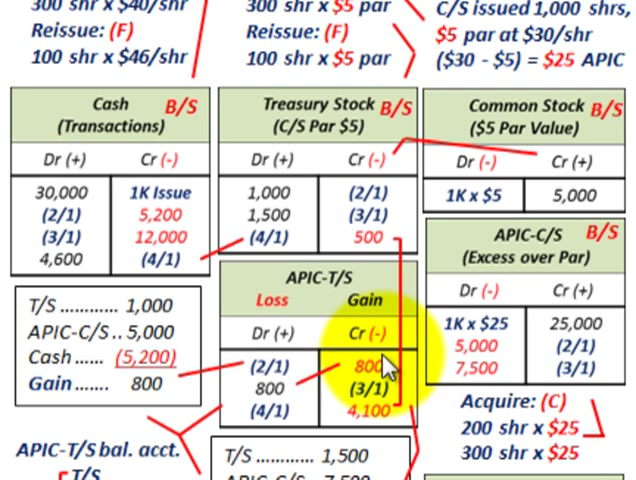 300 shr x $40/shr
Reissue: (F)
100 shr x $46/shr
300 shr x $5 par
Reissue: (F)
100 shr x $5 par
C/S issued 1,000 shrs,
$5 par at $30/shr
($30 - $5) = $25 APIC
Cash B/S
(Transactions)
Dr (+) Cr (-)
30,000 1K Issue
(2/1) 5,200
(3/1) 12,000
4,600 (4/1)
Treasury Stock B/S
(C/S Par $5)
Dr (+) Cr (-)
1,000 (2/1)
1,500 (3/1)
(4/1) 500
Common Stock B/S
($5 Par Value)
Dr (-) Cr (+)
1K x $5 5,000
APIC-C/S B/S
(Excess over Par)
Dr (-) Cr (+)
1K x $25 25,000
5,000 (2/1)
7,500 (3/1)
T/S ............ 1,000
APIC-C/S .. 5,000
Cash ...... (5,200)
Gain ....... 800
APIC-T/S
Loss Gain
Dr (+) Cr (-)
(2/1) 800
800 (3/1)
(4/1) 4,100
Acquire: (C)
200 shr x $25
300 shr x $25
APIC-T/S bal. acct.
T/S
T/S ............ 1,500